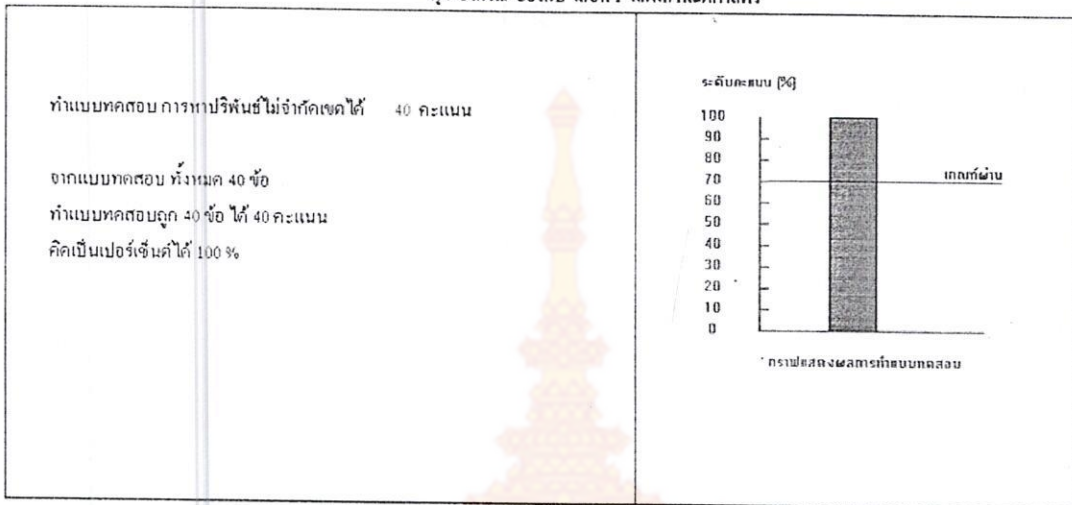 ทำแบบทดสอบ การหาปริพันธ์ไม่จำกัดเขตได้ 40 คะแนน
จากแบบทดสอบ ทั้งหมด 40 ข้อ
ทำแบบทดสอบถูก 40 ข้อ ได้ 40 คะแนน
คิดเป็นเปอร์เซ็นต์ได้ 100 %
ระดับคะแนน (%)
100
90
80
70
60
50
40
30
20
10
0
เกณฑ์ผ่าน
กราฟแสดงผลการทำแบบทดสอบ